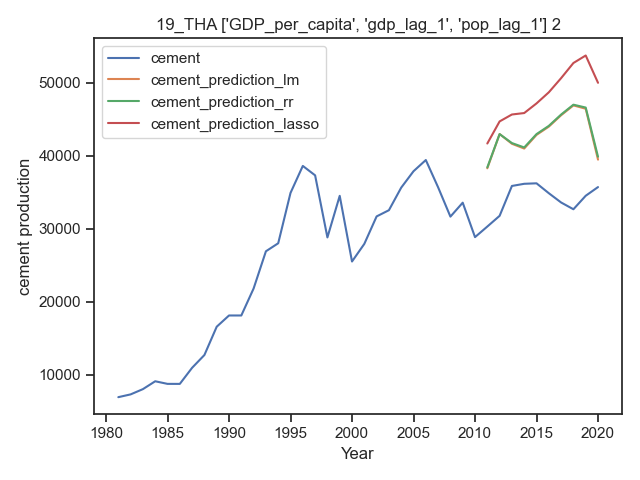 19_THA ['GDP_per_capita', 'gdp_lag_1', 'pop_lag_1'] 2
cement
cement_prediction_lm
cement_prediction_rr
cement_prediction_lasso
cement production
50000
40000
30000
20000
10000
1980 1985 1990 1995 2000 2005 2010 2015 2020
Year